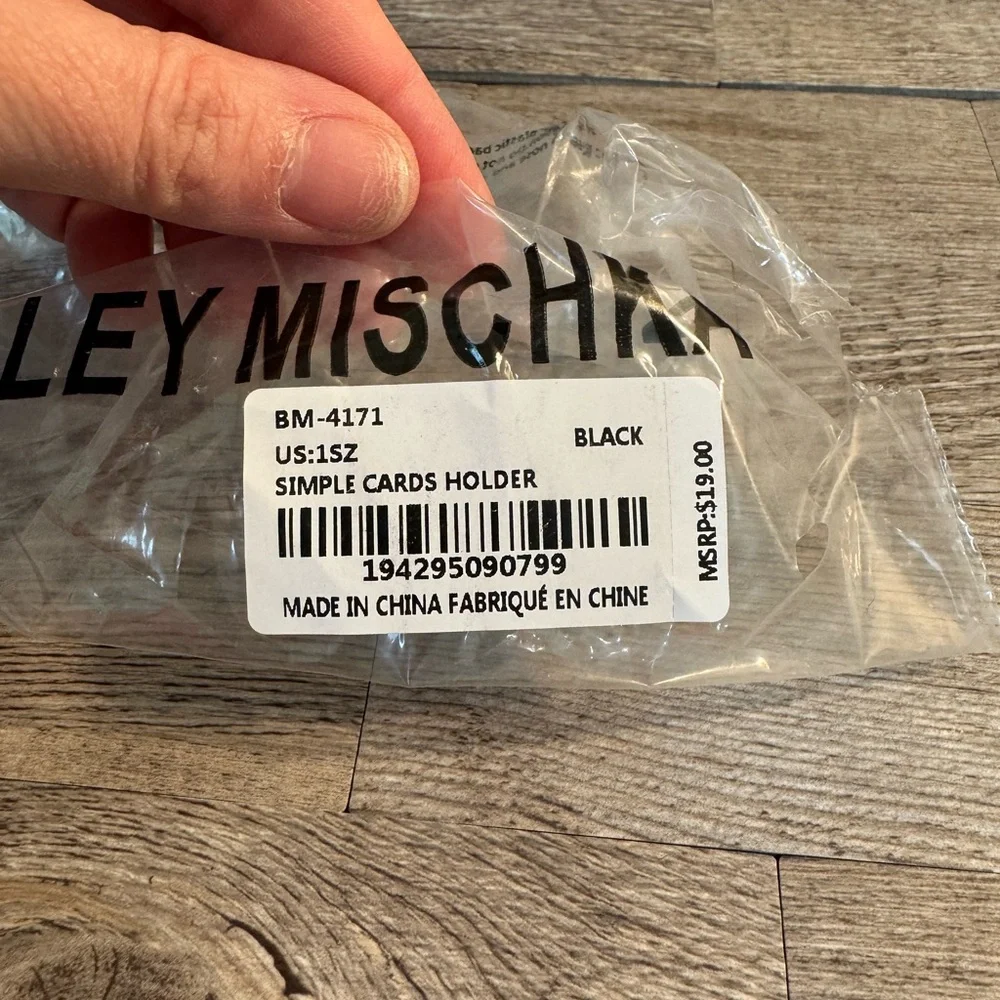 LEY MISCHKA
BM-4171
US:1SZ
BLACK
SIMPLE CARDS HOLDER
194295090799
MADE IN CHINA FABRIQUÉ EN CHINE
MSRP:$19.00